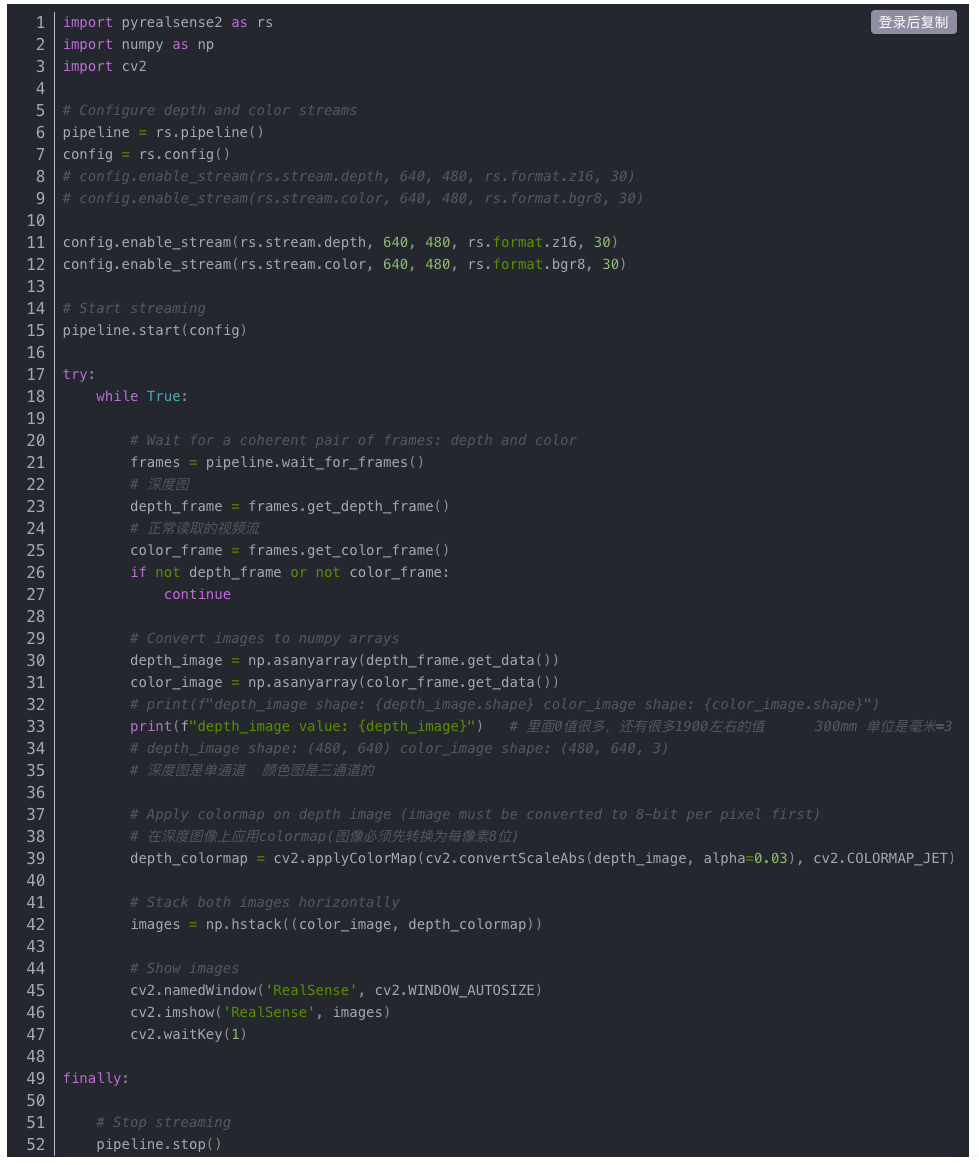 登录后复制
1 import pyrealsense2 as rs
2 import numpy as np
3 import cv2
4
5 # Configure depth and color streams
6 pipeline = rs.pipeline()
7 config = rs.config()
8 # config.enable_stream(rs.stream.depth, 640, 480, rs.format.z16, 30)
9 # config.enable_stream(rs.stream.color, 640, 480, rs.format.bgr8, 30)
10
11 config.enable_stream(rs.stream.depth, 640, 480, rs.format.z16, 30)
12 config.enable_stream(rs.stream.color, 640, 480, rs.format.bgr8, 30)
13
14 # Start streaming
15 pipeline.start(config)
16
17 try:
18     while True:
19
20         # Wait for a coherent pair of frames: depth and color
21         frames = pipeline.wait_for_frames()
22         # 深度图
23         depth_frame = frames.get_depth_frame()
24         # 正常读取的视频流
25         color_frame = frames.get_color_frame()
26         if not depth_frame or not color_frame:
27             continue
28
29         # Convert images to numpy arrays
30         depth_image = np.asanyarray(depth_frame.get_data())
31         color_image = np.asanyarray(color_frame.get_data())
32         # print(f"depth_image shape: {depth_image.shape} color_image shape: {color_image.shape}")
33         print(f"depth_image value: {depth_image}")   # 里面0值很多，还有很多1900左右的值      300mm 单位是毫米=3
34         # depth_image shape: (480, 640) color_image shape: (480, 640, 3)
35         # 深度图是单通道  颜色图是三通道的
36
37         # Apply colormap on depth image (image must be converted to 8-bit per pixel first)
38         # 在深度图像上应用colormap(图像必须先转换为每像素8位)
39         depth_colormap = cv2.applyColorMap(cv2.convertScaleAbs(depth_image, alpha=0.03), cv2.COLORMAP_JET)
40
41         # Stack both images horizontally
42         images = np.hstack((color_image, depth_colormap))
43
44         # Show images
45         cv2.namedWindow('RealSense', cv2.WINDOW_AUTOSIZE)
46         cv2.imshow('RealSense', images)
47         cv2.waitKey(1)
48
49 finally:
50
51     # Stop streaming
52     pipeline.stop()